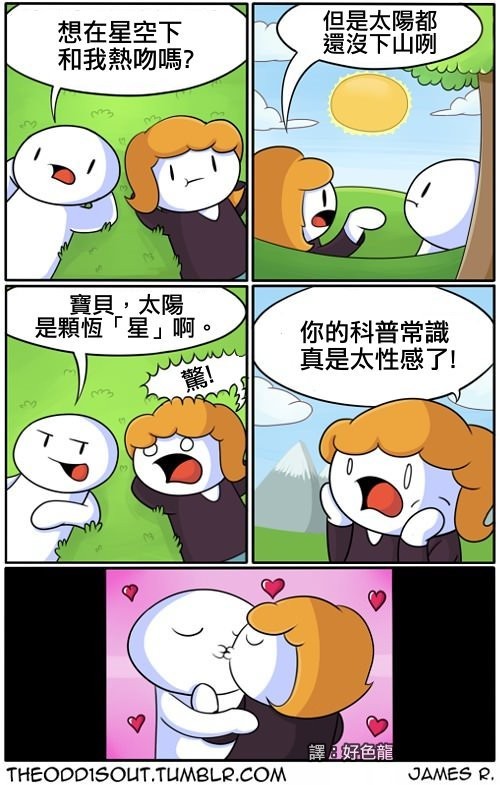 想在星空下
和我熱吻嗎?
但是太陽都
還沒下山咧
寶貝，太陽
是顆恆「星」啊。
驚!
你的科普常識
真是太性感了!
譯:好色龍
THEODD1SOUT.TUMBLR.COM
JAMES R.